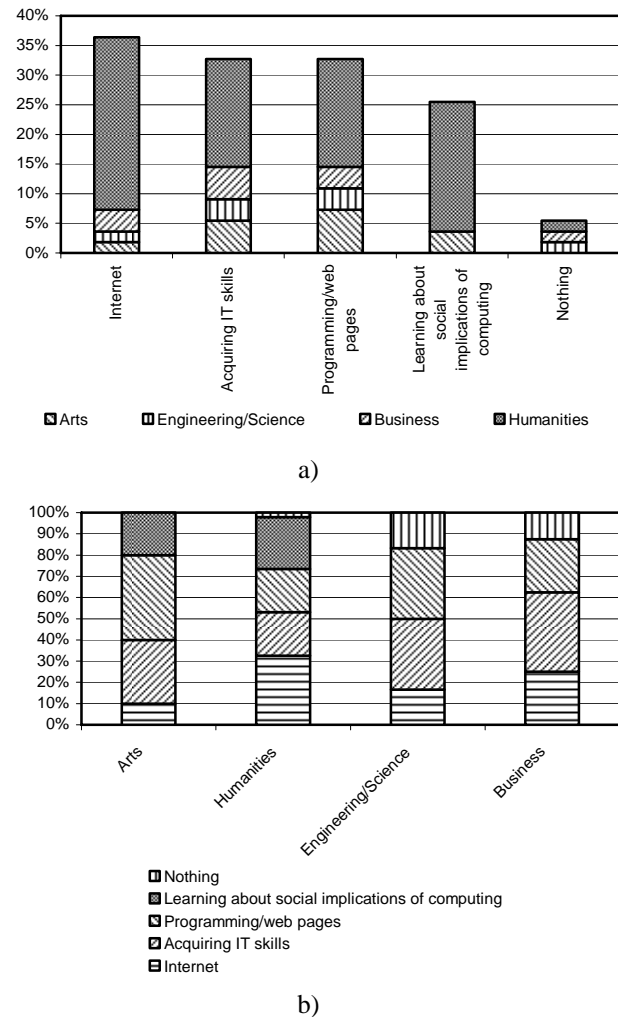 40%
35%
30%
25%
20%
15%
10%
5%
0%
Internet
Acquiring IT skills
Programming/web
pages
Learning about
social
implications of
computing
Nothing
Arts
Engineering/Science
Business
Humanities
a)
100%
90%
80%
70%
60%
50%
40%
30%
20%
10%
0%
Arts
Humanities
Engineering/Science
Business
Nothing
Learning about social implications of computing
Programming/web pages
Acquiring IT skills
Internet
b)